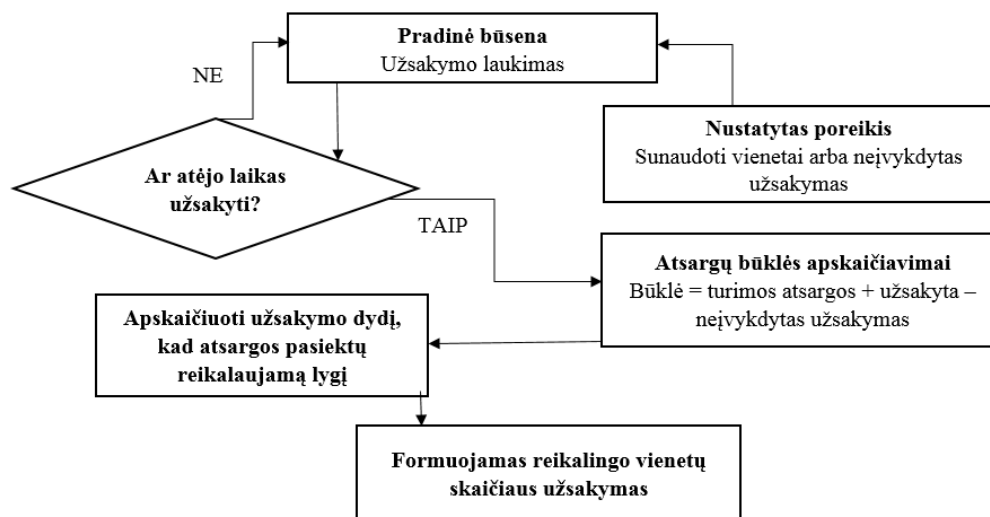 Pradinė būsena
Užsakymo laukimas
NE
Nustatytas poreikis
Sunaudoti vienetai arba neįvykdytas
užsakymas
Ar atėjo laikas
užsakyti?
TAIP
Atsargų būklės apskaičiavimai
Būklė = turimos atsargos + užsakyta –
neįvykdytas užsakymas
Apskaičiuoti užsakymo dydį,
kad atsargos pasiektų
reikalaujamą lygį
Formuojamas reikalingo vienetų
skaičiaus užsakymas